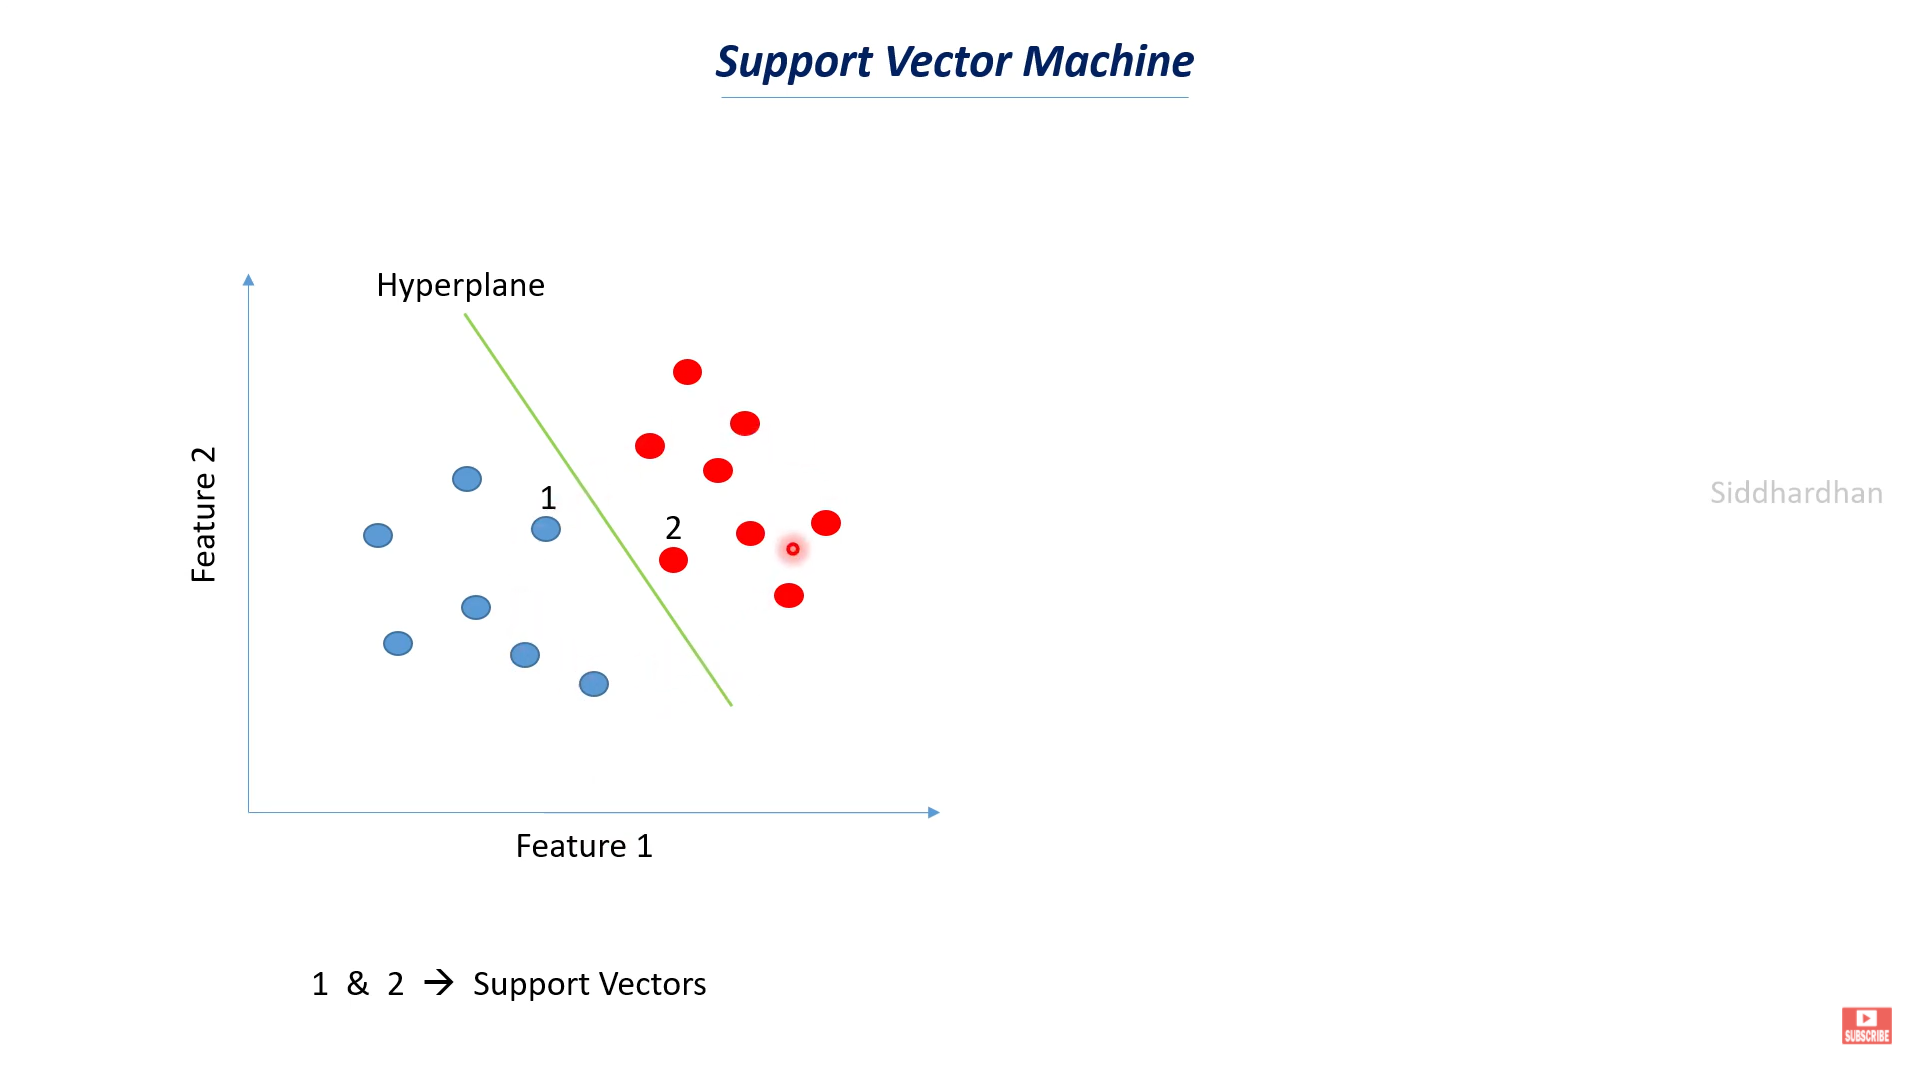 Support Vector Machine
Hyperplane
1
2
Feature 2
Feature 1
Siddhardhan
1 & 2 → Support Vectors
SUBSCRIBE